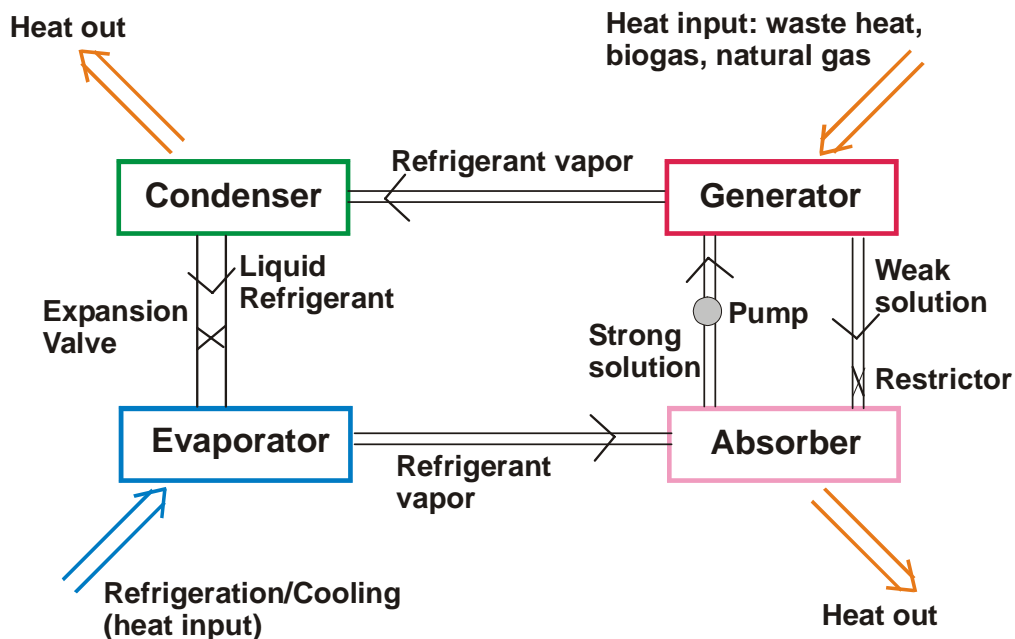 Heat out
Heat input: waste heat,
biogas, natural gas
Refrigerant vapor
Condenser
Generator
Liquid
Refrigerant
Weak
solution
Expansion
Valve
Pump
Strong
solution
Restrictor
Evaporator
Absorber
Refrigerant
vapor
Refrigeration/Cooling
(heat input)
Heat out